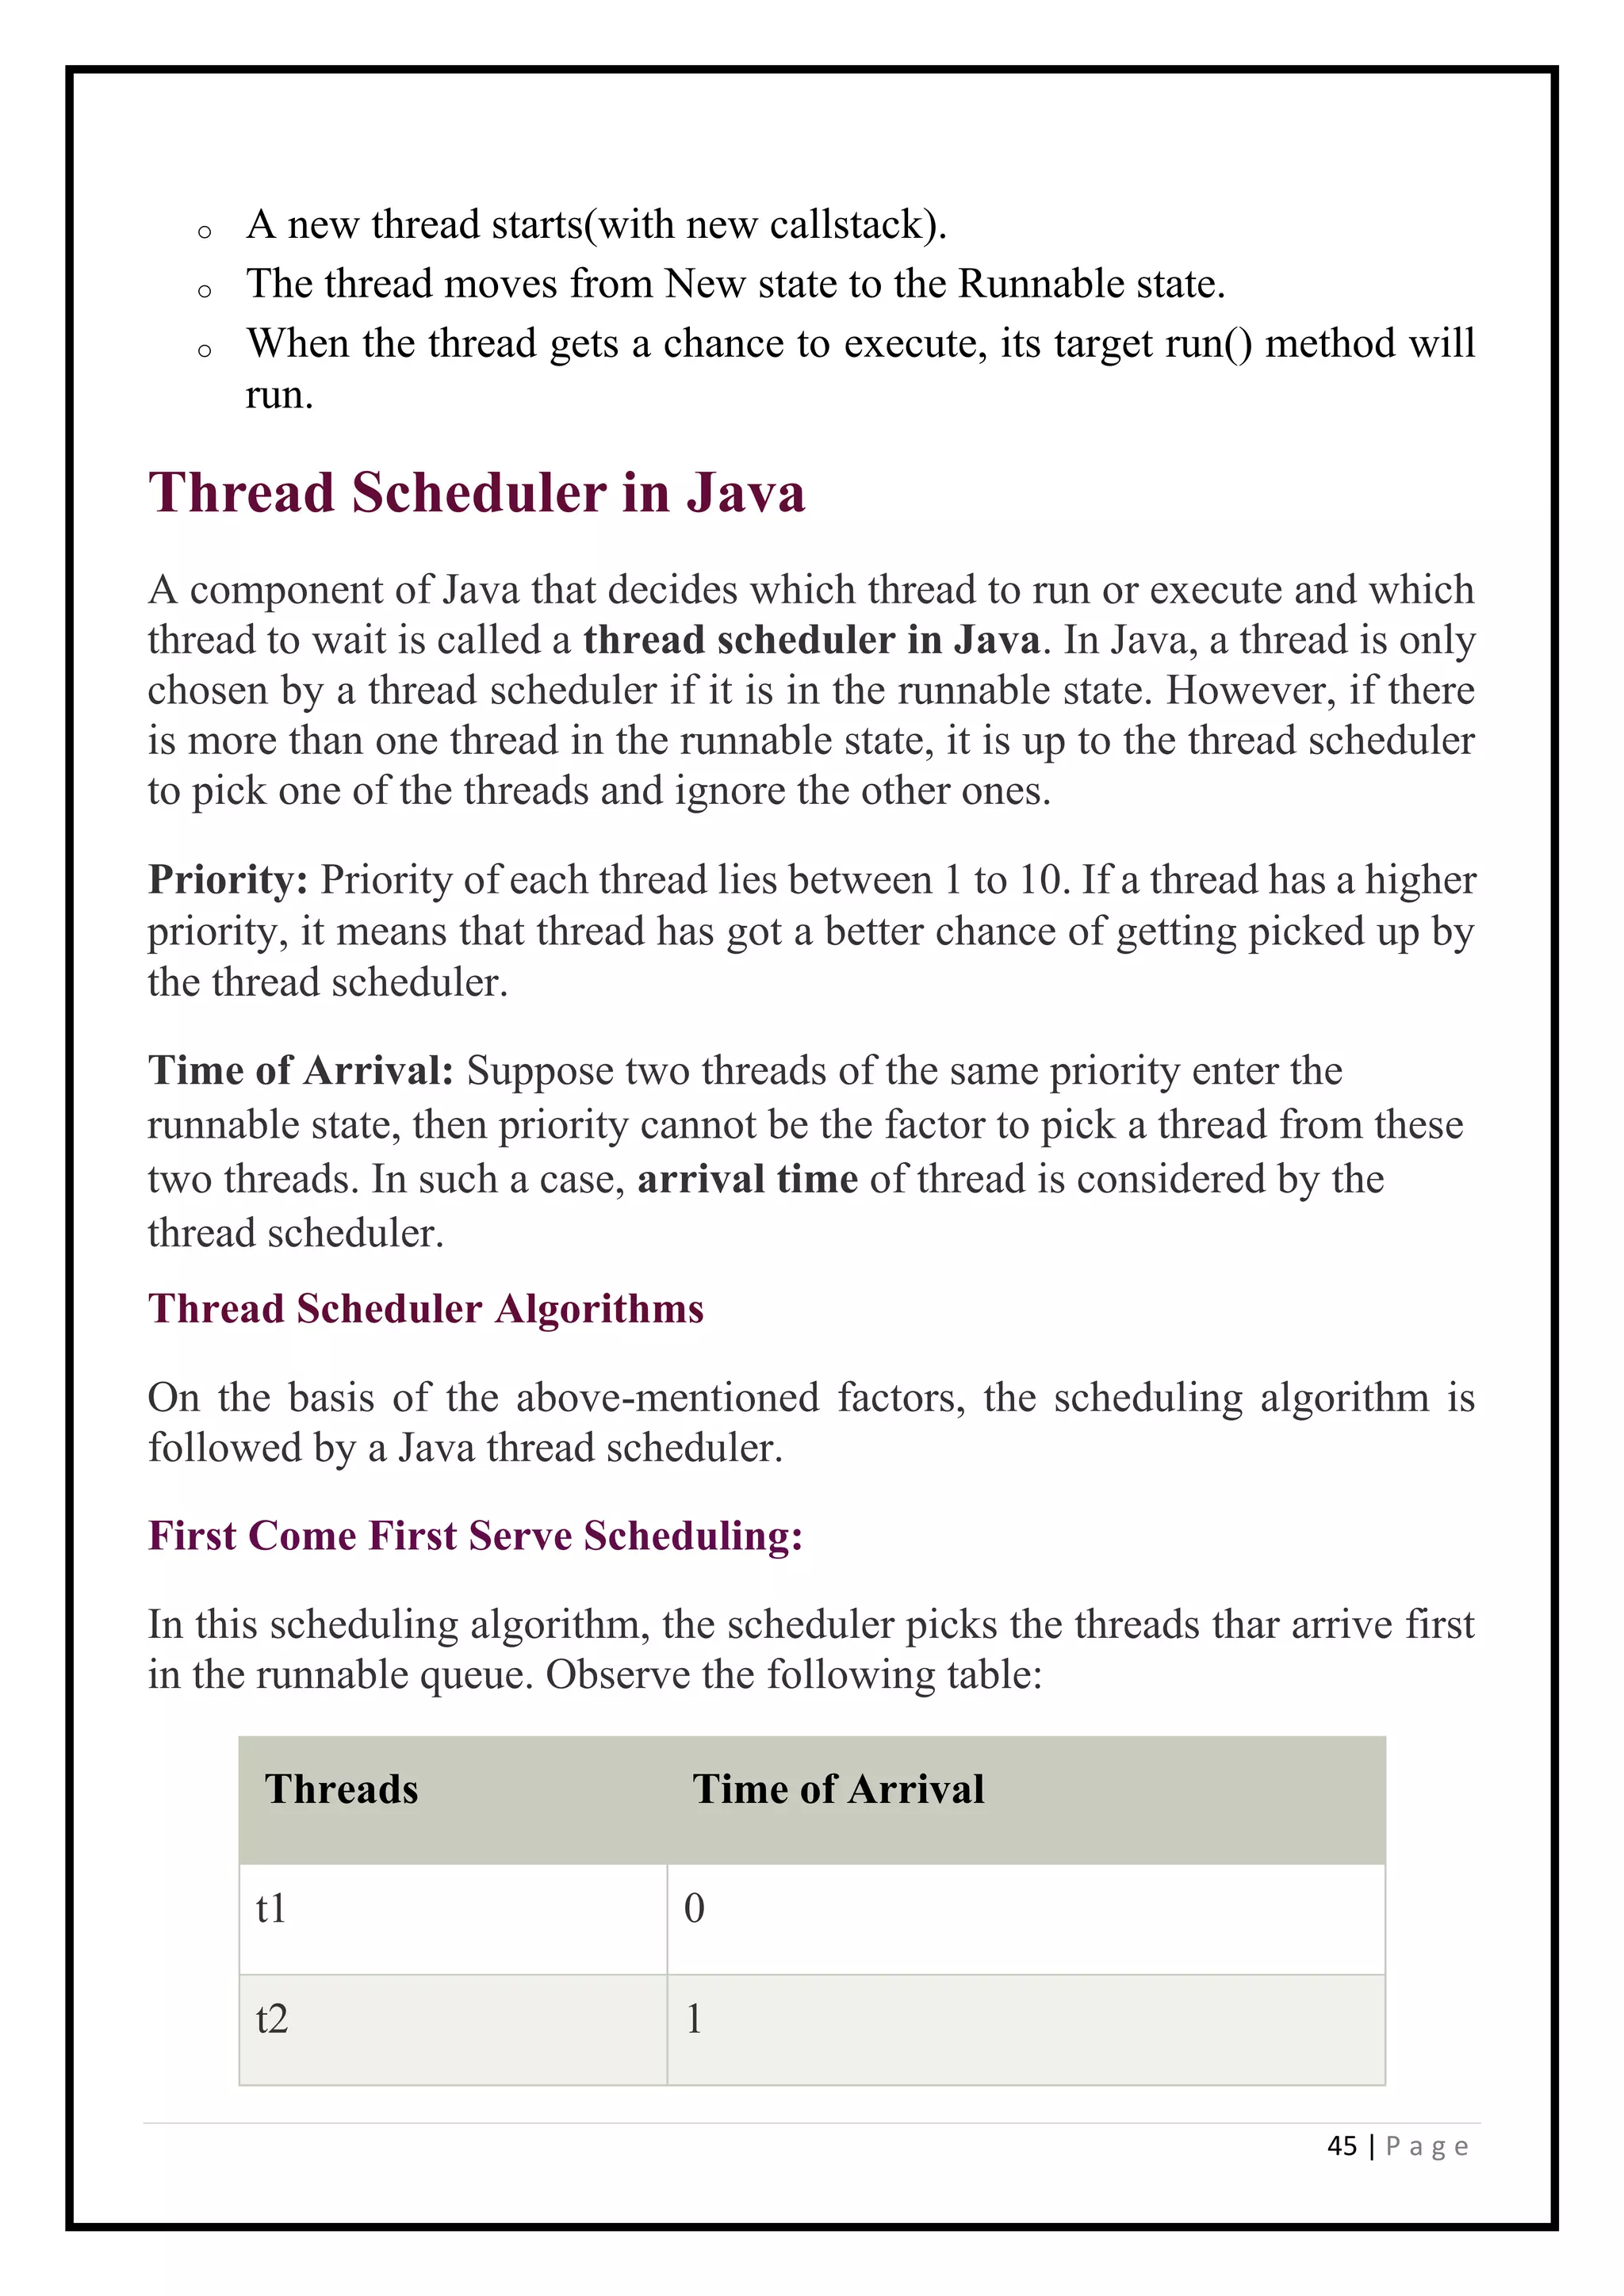 o A new thread starts(with new callstack).
o The thread moves from New state to the Runnable state.
o When the thread gets a chance to execute, its target run() method will
run.
Thread Scheduler in Java
A component of Java that decides which thread to run or execute and which
thread to wait is called a thread scheduler in Java. In Java, a thread is only
chosen by a thread scheduler if it is in the runnable state. However, if there
is more than one thread in the runnable state, it is up to the thread scheduler
to pick one of the threads and ignore the other ones.
Priority: Priority of each thread lies between 1 to 10. If a thread has a higher
priority, it means that thread has got a better chance of getting picked up by
the thread scheduler.
Time of Arrival: Suppose two threads of the same priority enter the
runnable state, then priority cannot be the factor to pick a thread from these
two threads. In such a case, arrival time of thread is considered by the
thread scheduler.
Thread Scheduler Algorithms
On the basis of the above-mentioned factors, the scheduling algorithm is
followed by a Java thread scheduler.
First Come First Serve Scheduling:
In this scheduling algorithm, the scheduler picks the threads thar arrive first
in the runnable queue. Observe the following table:
Threads Time of Arrival
t1 0
t2 1
45 | P a g e